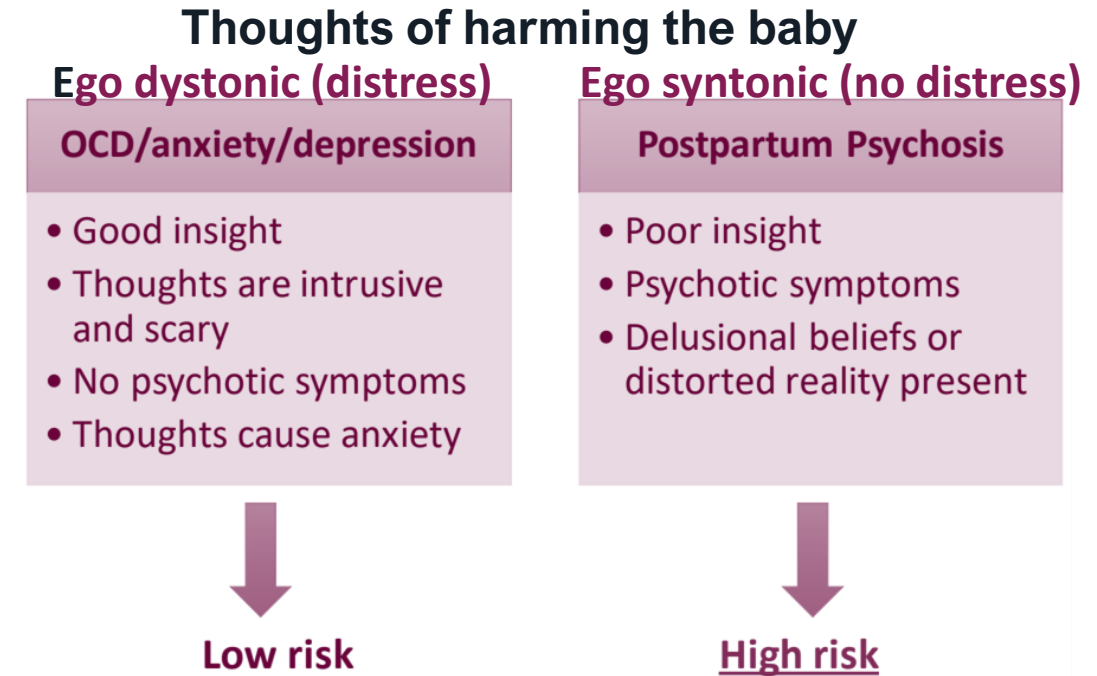 Thoughts of harming the baby
Ego dystonic (distress)
OCD/anxiety/depression
• Good insight
• Thoughts are intrusive
and scary
• No psychotic symptoms
• Thoughts cause anxiety
Low risk
Ego syntonic (no distress)
Postpartum Psychosis
• Poor insight
• Psychotic symptoms
• Delusional beliefs or
distorted reality present
High risk